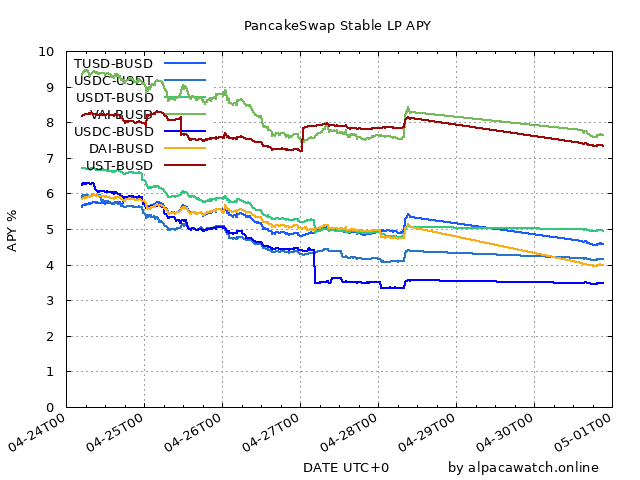 PancakeSwap Stable LP APY
TUSD-BUSD
USDC-USDT
USDT-BUSD
VAI-BUSD
USDC-BUSD
DAI-BUSD
UST-BUSD
APY %
10
9
8
7
6
5
4
3
2
1
0
04-24T00
04-25T00
04-26T00
04-27T00
04-28T00
04-29T00
04-30T00
05-01T00
DATE UTC+0
by alpacawatch.online